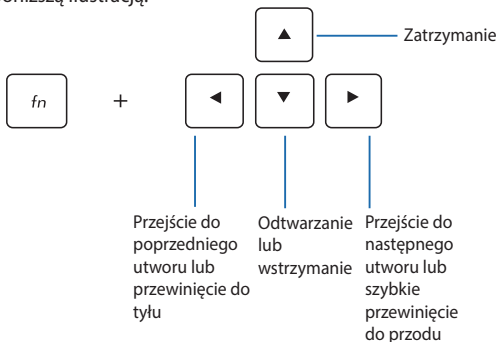 ilustracją.
Zatrzymanie
fn
+
Przejście do
poprzedniego
utworu lub
przewinięcie do
tyłu
Odtwarzanie
lub
wstrzymanie
Przejście do
następnego
utworu lub
szybkie
przewinięcie
do przodu